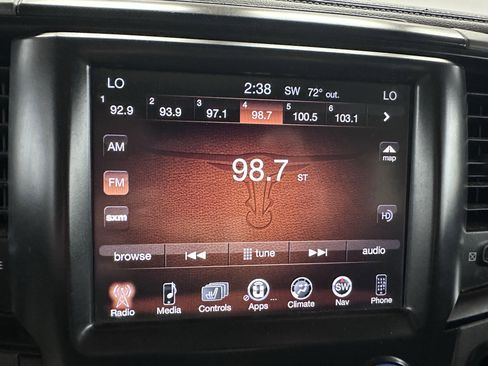 LO 2:38 SW 72° out. LO
1 92.9 2 93.9 3 97.1 4 98.7 5 100.5 6 103.1
AM
98.7 ST
map
FM
sxm
HD
browse tune audio
Radio Media Controls Apps Climate Nav Phone
SW